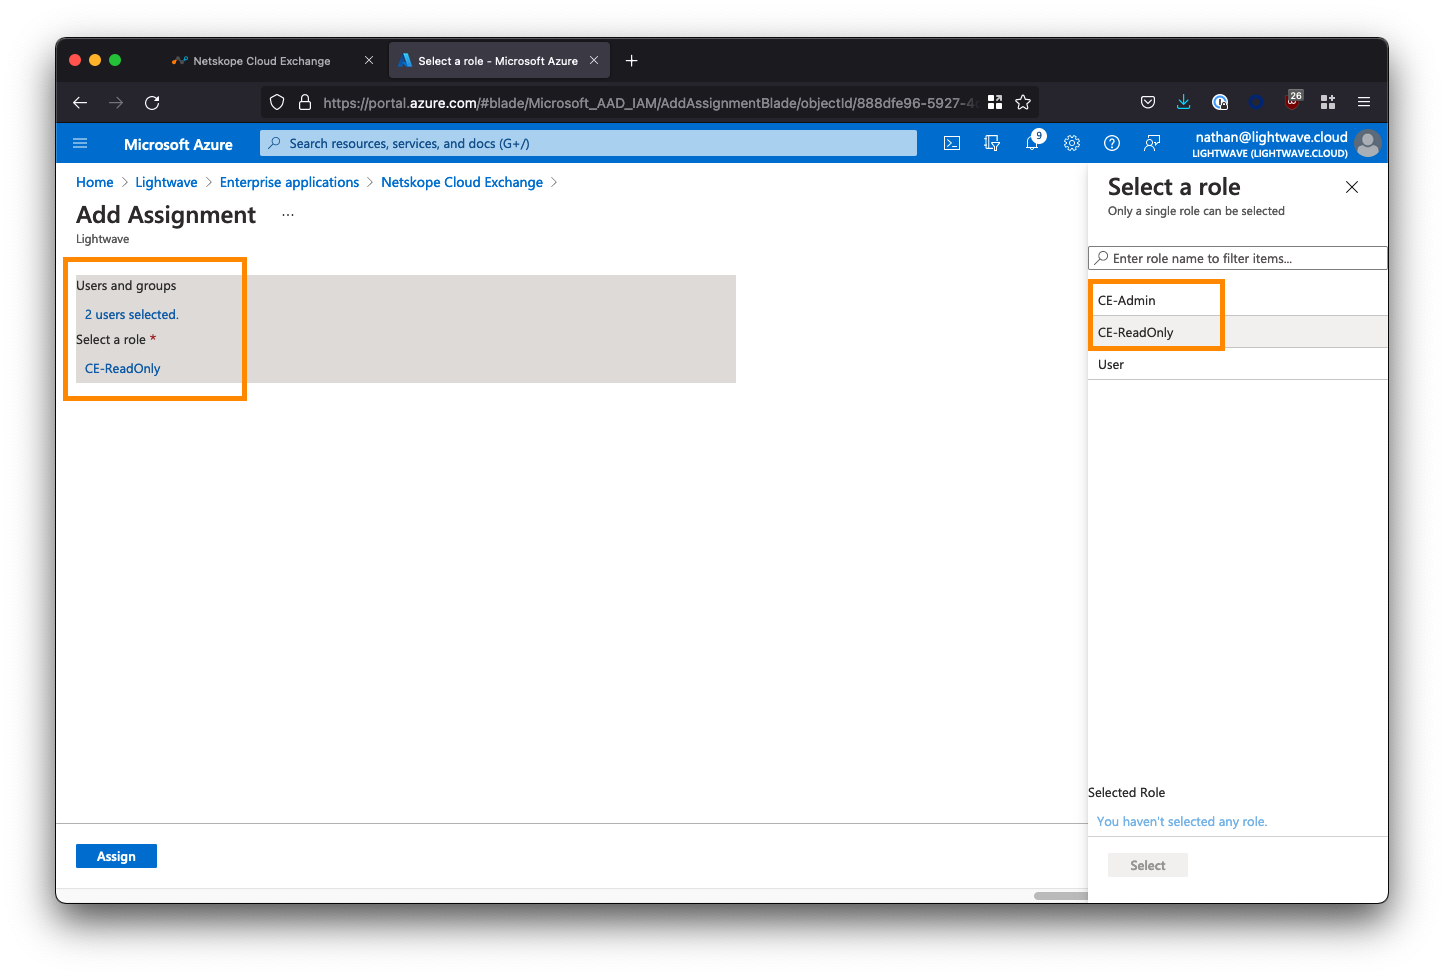 Netskope Cloud Exchange
Select a role - Microsoft Azure
https://portal.azure.com/#blade/Microsoft_AAD_IAM/AddAssignmentBlade/objectId/888dfe96-5927-4
26
Microsoft Azure
Search resources, services, and docs (G+/)
9
nathan@lightwave.cloud
LIGHTWAVE (LIGHTWAVE.CLOUD)
Home > Lightwave > Enterprise applications > Netskope Cloud Exchange >
Add Assignment ...
Lightwave
Users and groups
2 users selected.
Select a role *
CE-ReadOnly
Assign
Select a role
Only a single role can be selected
Enter role name to filter items...
CE-Admin
CE-ReadOnly
User
Selected Role
You haven't selected any role.
Select